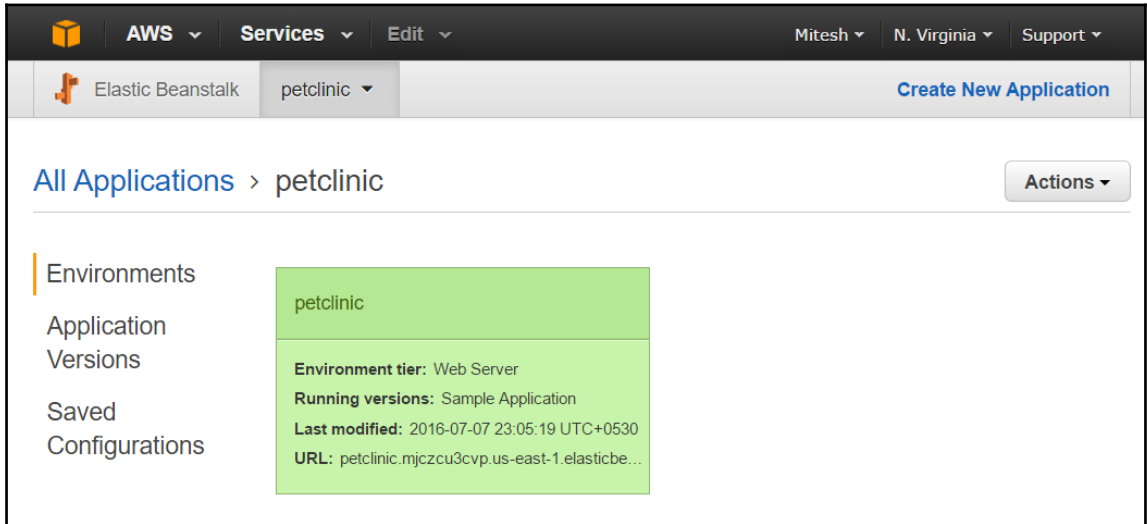 AWS Services Edit Mitesh N. Virginia Support
Elastic Beanstalk petclinic Create New Application
All Applications > petclinic Actions
Environments
Application
Versions
Saved
Configurations
petclinic
Environment tier: Web Server
Running versions: Sample Application
Last modified: 2016-07-07 23:05:19 UTC+0530
URL: petclinic.mjczcu3cvp.us-east-1.elasticbe...